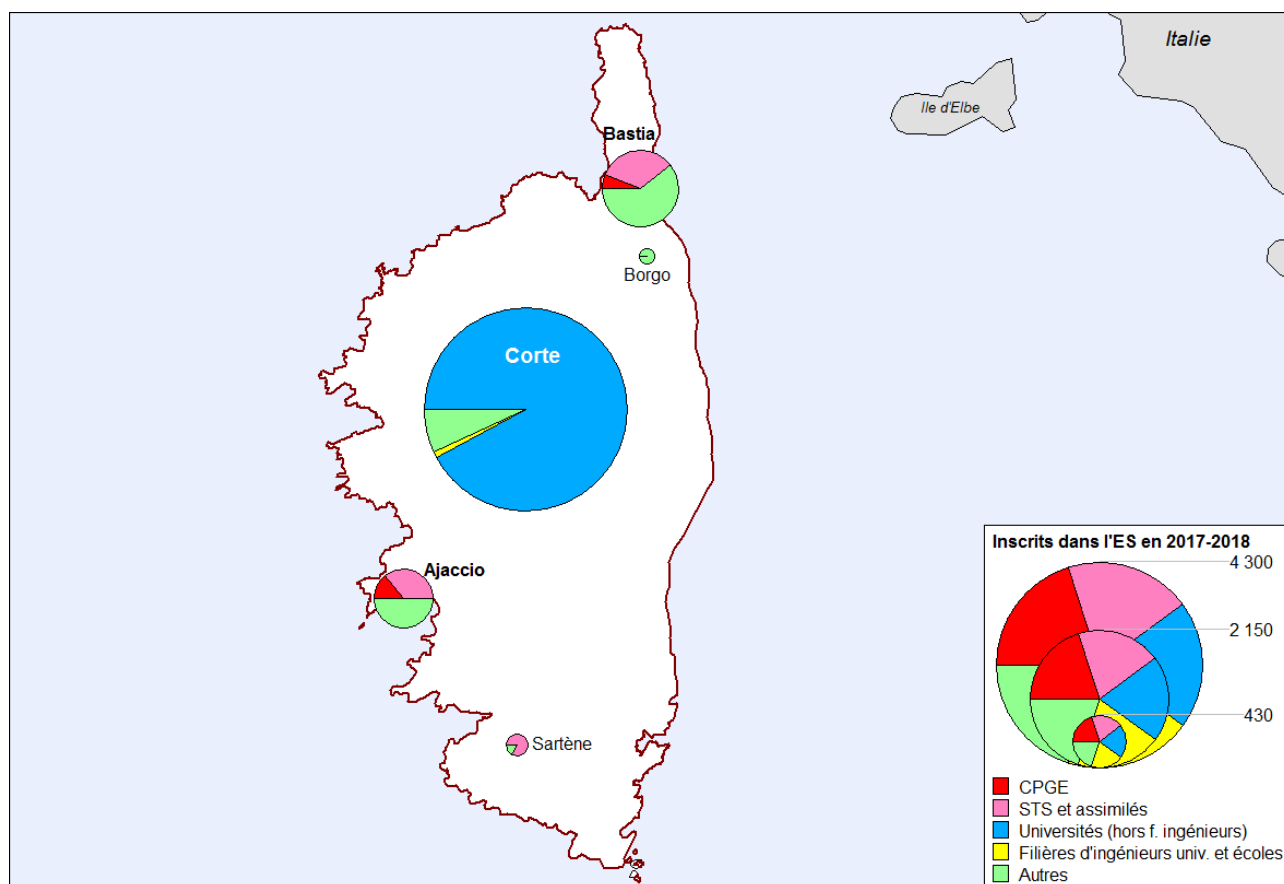 Italie
Ile d'Elbe
Bastia
Borgo
Corte
Ajaccio
Sartène
Inscrits dans l'ES en 2017-2018
4 300
2 150
430
CPGE
STS et assimilés
Universités (hors f. ingénieurs)
Filières d'ingénieurs univ. et écoles
Autres